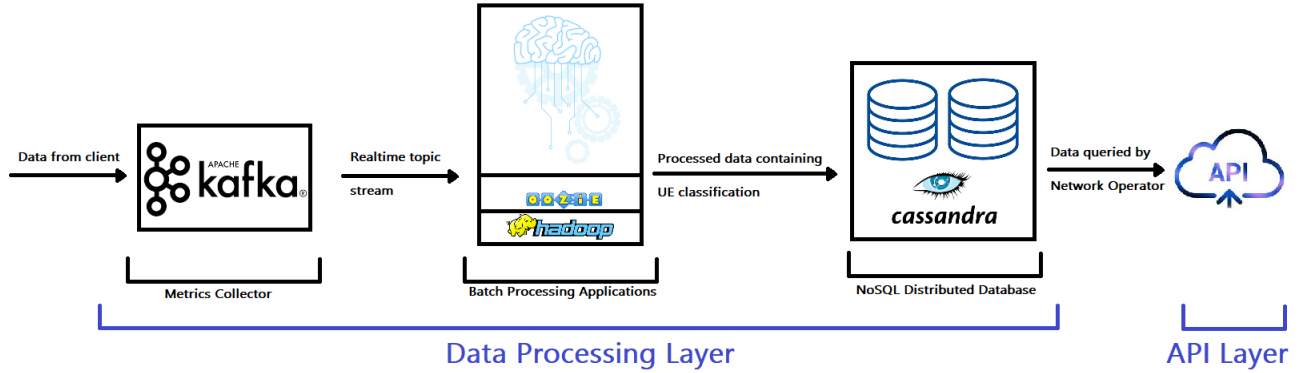 Data from client
APACHE
kafka®
Metrics Collector
Realtime topic
stream
OOZIE
hadoop
Batch Processing Applications
Processed data containing
UE classification
cassandra
NoSQL Distributed Database
Data queried by
Network Operator
API
Data Processing Layer
API Layer